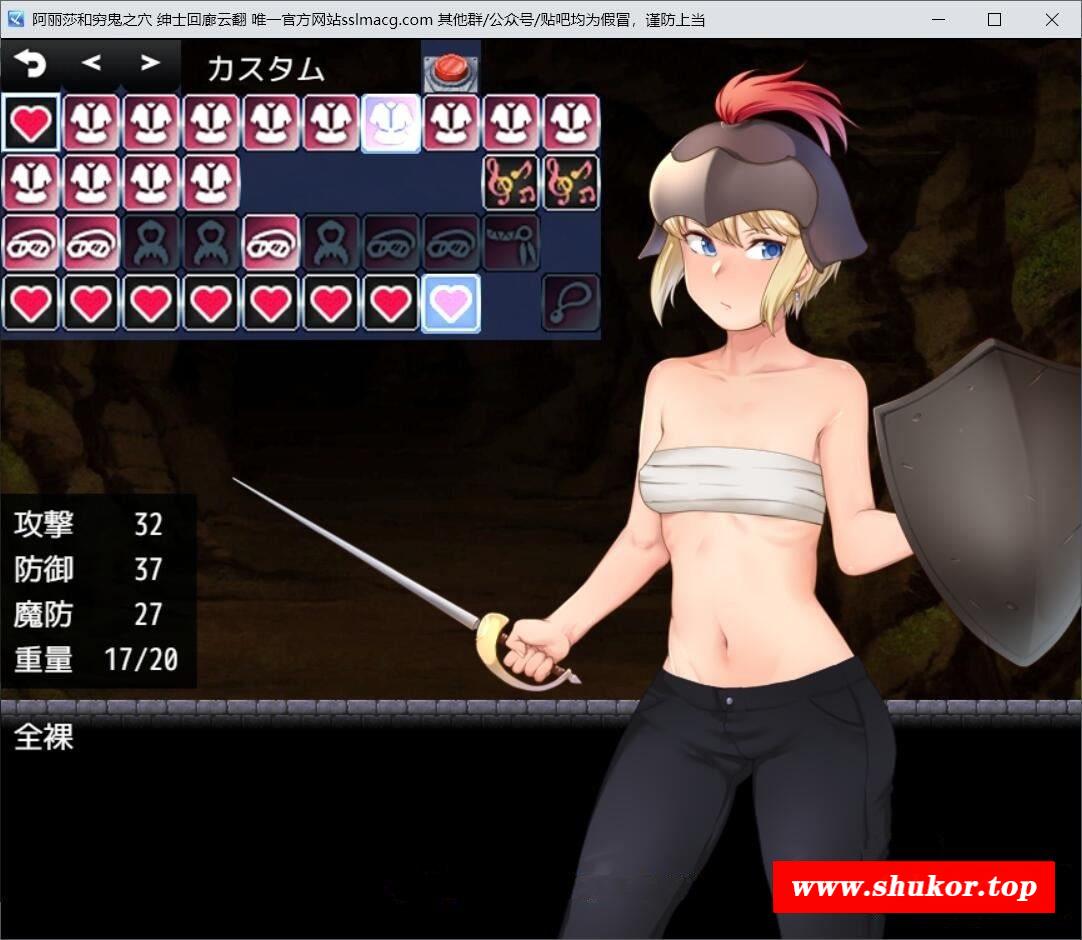 阿丽莎和穷鬼之穴 绅士回廊云翻 唯一官方网站sslmacg.com 其他群/公众号/贴吧均为假冒，谨防上当
< >
カスタム
攻撃 32
防御 37
魔防 27
重量 17/20
全裸
www.shukor.top